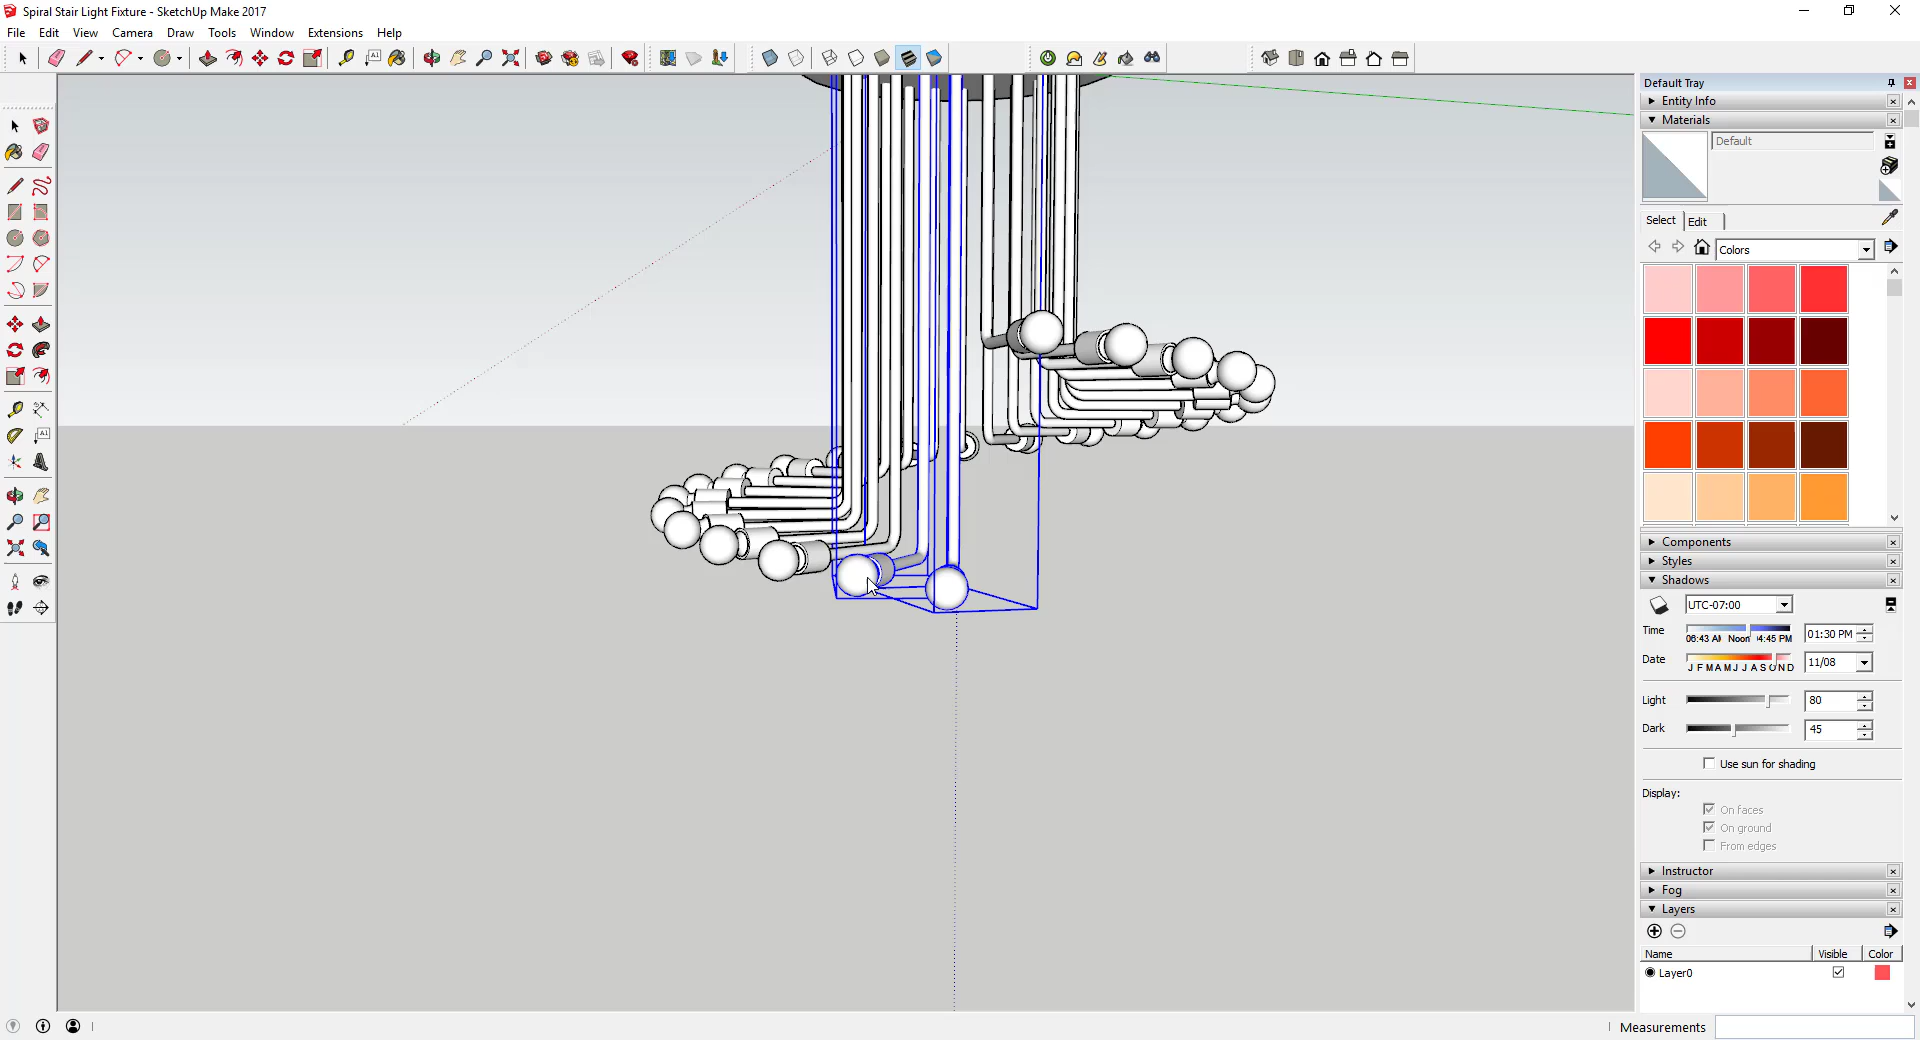 Spiral Stair Light Fixture - SketchUp Make 2017
File Edit View Camera Draw Tools Window Extensions Help
Default Tray
Entity Info
Materials
Default
Select Edit
Colors
Components
Styles
Shadows
UTC-07:00
Time 06:43 AM Noon 04:45 PM 01:30 PM
Date J F M A M J J A S O N D 11/08
Light 80
Dark 45
Use sun for shading
Display:
On faces
On ground
From edges
Instructor
Fog
Layers
Name Visible Color
Layer0
Measurements